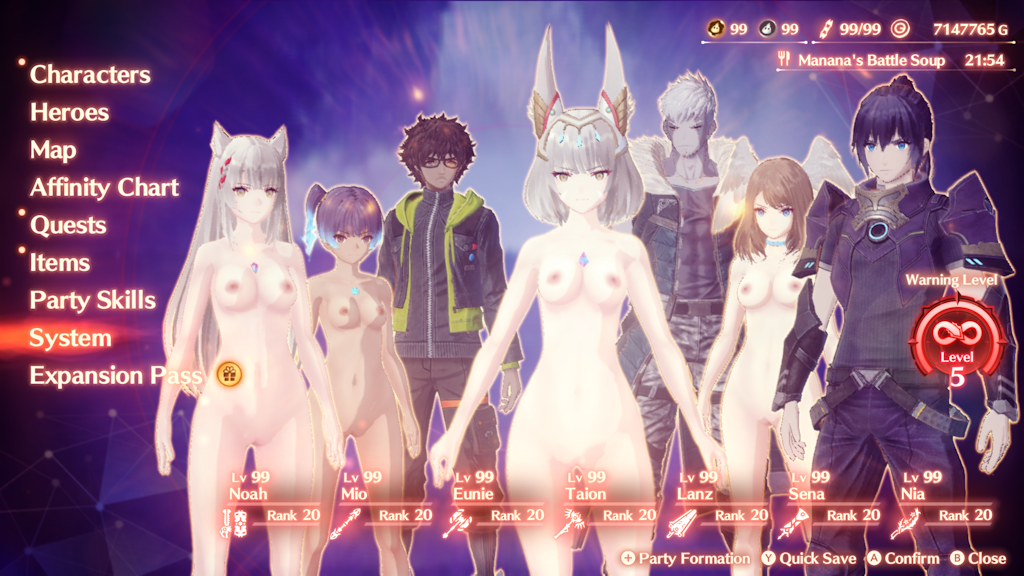 99 99 99/99 G 7147765 G
Manana's Battle Soup 21:54
Characters
Heroes
Map
Affinity Chart
Quests
Items
Party Skills
System
Expansion Pass
Warning Level
Level
5
Lv 99 Lv 99 Lv 99 Lv 99 Lv 99 Lv 99 Lv 99
Noah Mio Eunie Taion Lanz Sena Nia
Rank 20 Rank 20 Rank 20 Rank 20 Rank 20 Rank 20 Rank 20
+ Party Formation Y Quick Save A Confirm B Close